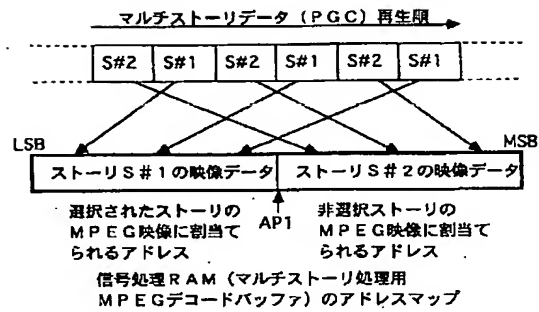 マルチストーリデータ（ＰＧＣ）再生順
S#2 S#1 S#2 S#1 S#2 S#1
LSB MSB
ストーリＳ＃１の映像データ ストーリＳ＃２の映像データ
AP1
選択されたストーリの
ＭＰＥＧ映像に割当て
られるアドレス
非選択ストーリの
ＭＰＥＧ映像に割当て
られるアドレス
信号処理ＲＡＭ（マルチストーリ処理用
ＭＰＥＧデコードバッファ）のアドレスマップ